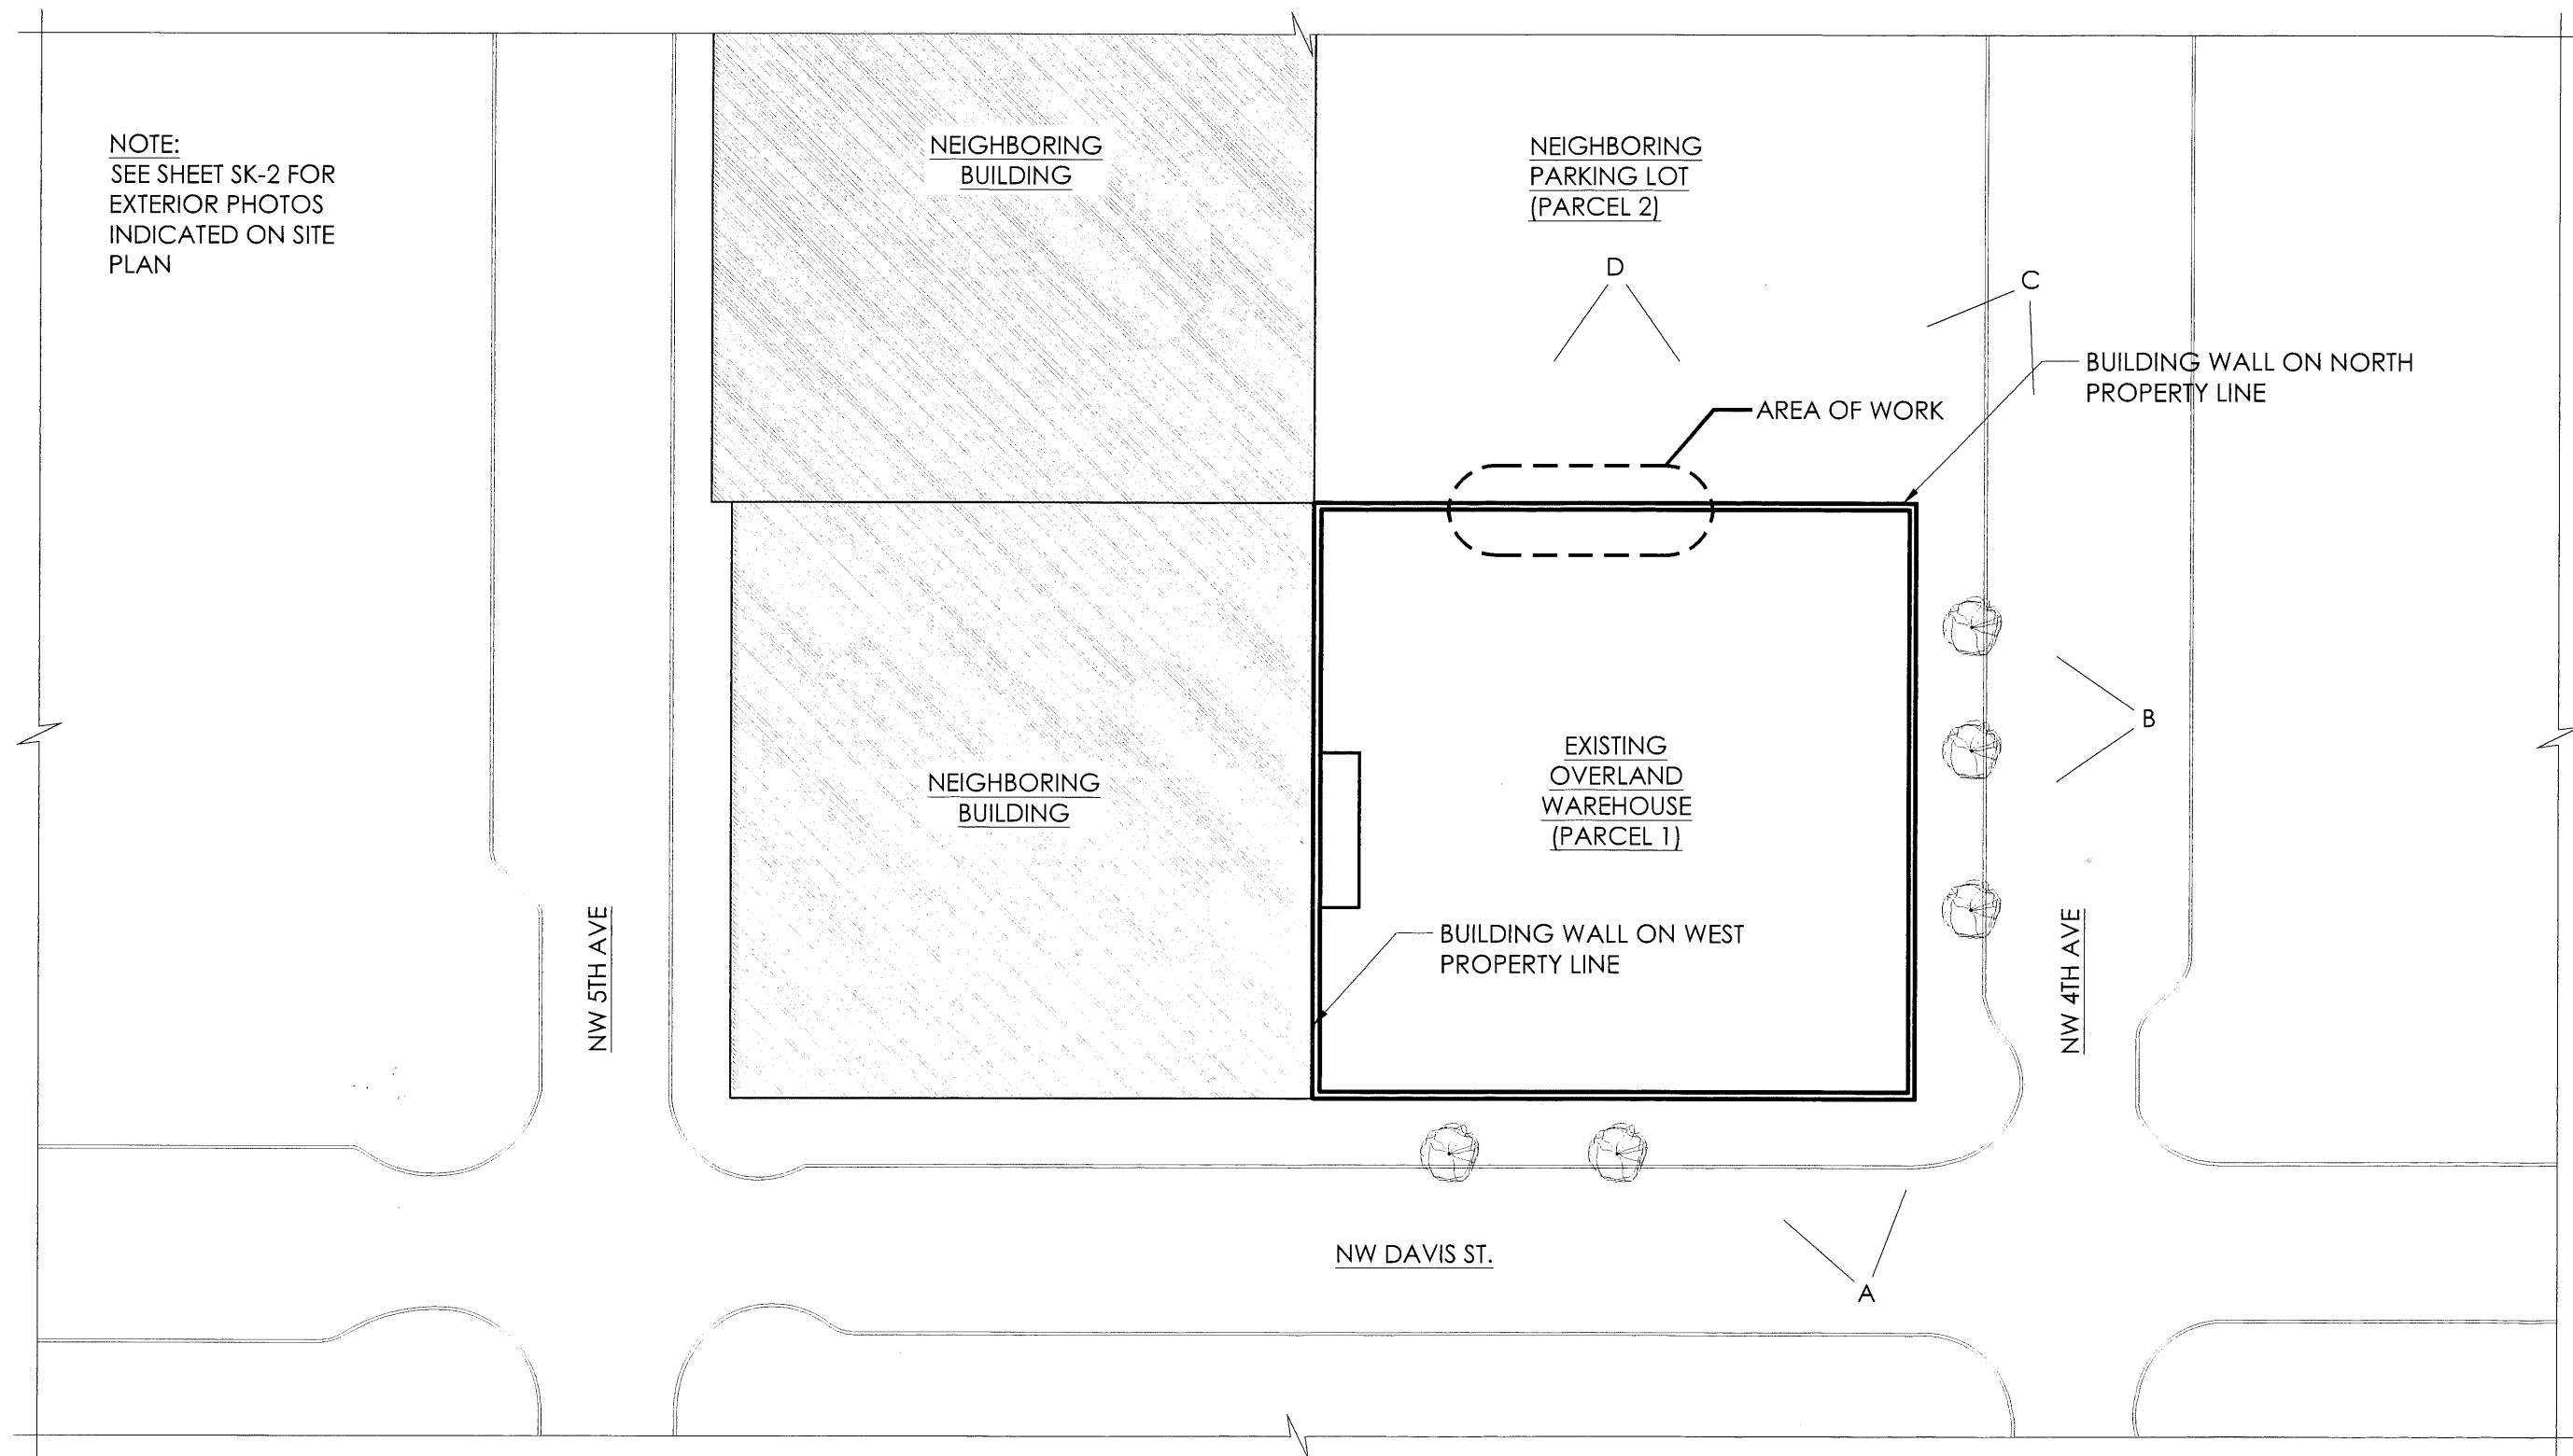 NOTE:
SEE SHEET SK-2 FOR
EXTERIOR PHOTOS
INDICATED ON SITE
PLAN
NEIGHBORING
BUILDING
NEIGHBORING
PARKING LOT
(PARCEL 2)
D
C
BUILDING WALL ON NORTH
PROPERTY LINE
AREA OF WORK
B
EXISTING
OVERLAND
WAREHOUSE
(PARCEL 1)
NEIGHBORING
BUILDING
BUILDING WALL ON WEST
PROPERTY LINE
NW 5TH AVE
NW 4TH AVE
NW DAVIS ST.
A